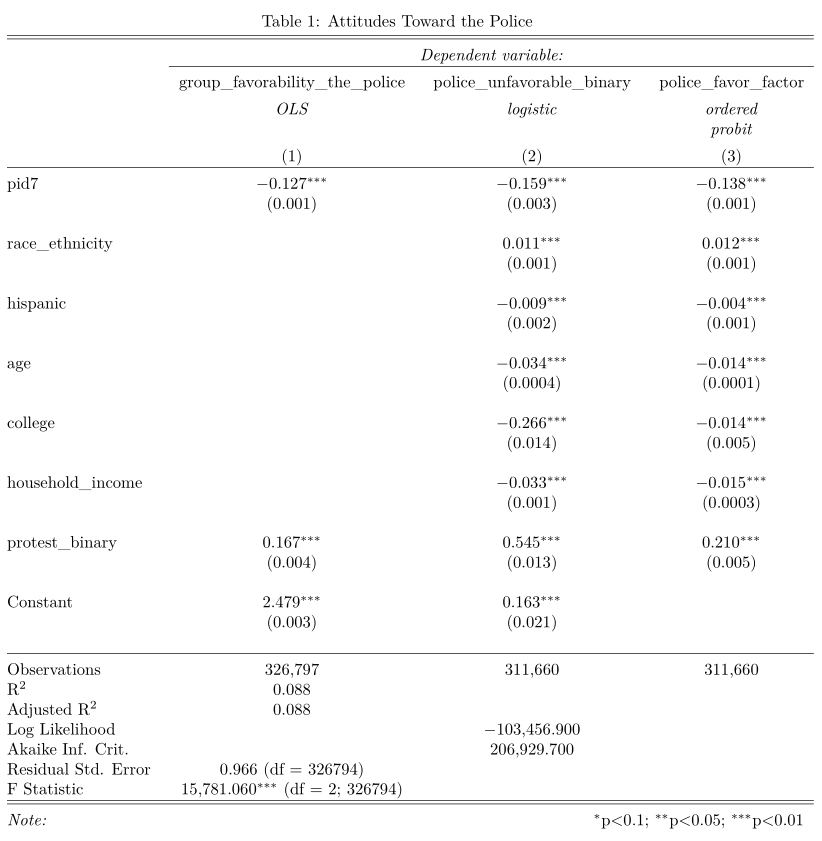 Table 1: Attitudes Toward the Police
Dependent variable:
group_favorability_the_police police_unfavorable_binary police_favor_factor
OLS logistic ordered
probit
(1) (2) (3)
pid7 −0.127*** −0.159*** −0.138***
(0.001) (0.003) (0.001)
race_ethnicity 0.011*** 0.012***
(0.001) (0.001)
hispanic −0.009*** −0.004***
(0.002) (0.001)
age −0.034*** −0.014***
(0.0004) (0.0001)
college −0.266*** −0.014***
(0.014) (0.005)
household_income −0.033*** −0.015***
(0.001) (0.0003)
protest_binary 0.167*** 0.545*** 0.210***
(0.004) (0.013) (0.005)
Constant 2.479*** 0.163***
(0.003) (0.021)
Observations 326,797 311,660 311,660
R² 0.088
Adjusted R² 0.088
Log Likelihood −103,456.900
Akaike Inf. Crit. 206,929.700
Residual Std. Error 0.966 (df = 326794)
F Statistic 15,781.060*** (df = 2; 326794)
Note: *p<0.1; **p<0.05; ***p<0.01